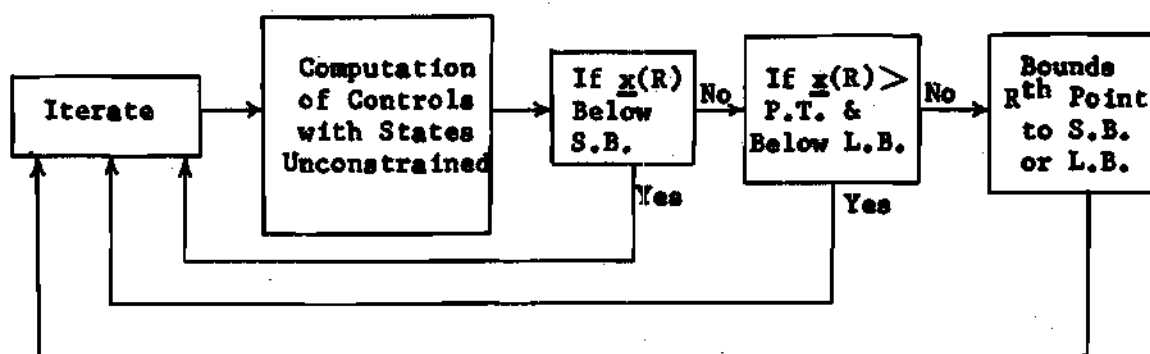 Iterate
Computation
of Controls
with States
Unconstrained
If x(R)
Below
S.B.
No
Yes
If x(R)>
P.T. &
Below L.B.
No
Yes
Bounds
Rth Point
to S.B.
or L.B.